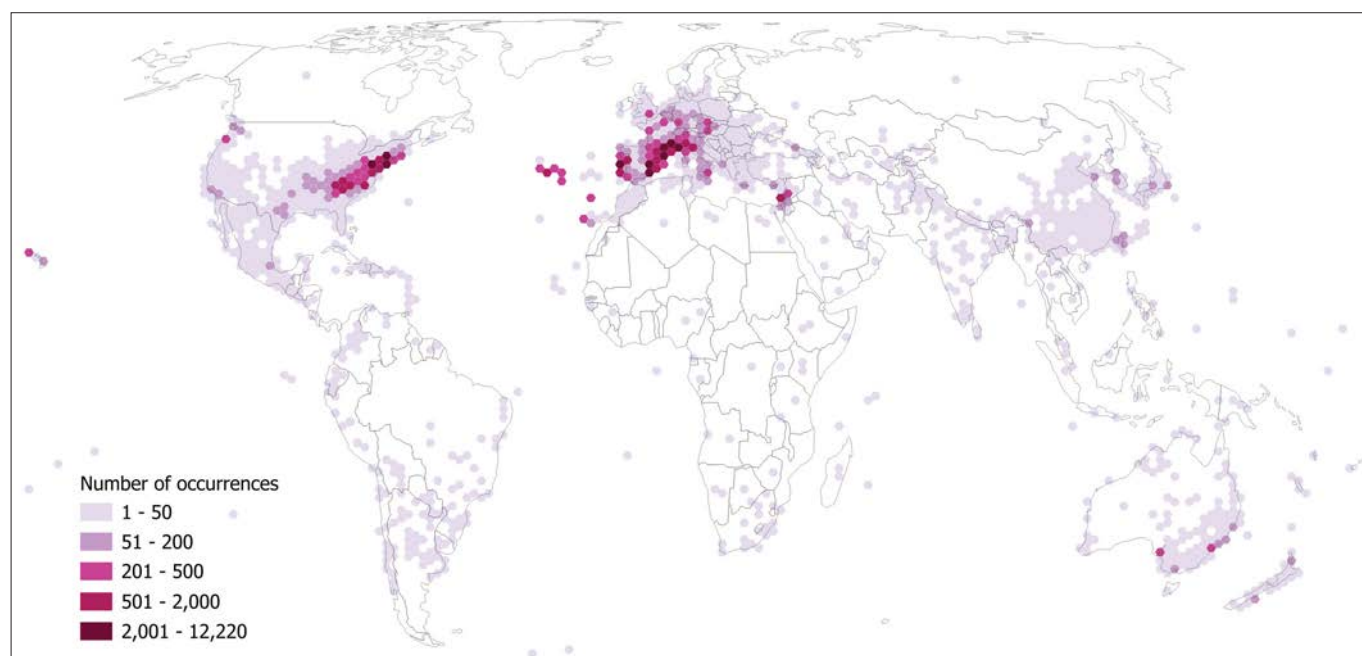 Number of occurrences
1 - 50
51 - 200
201 - 500
501 - 2,000
2,001 - 12,220